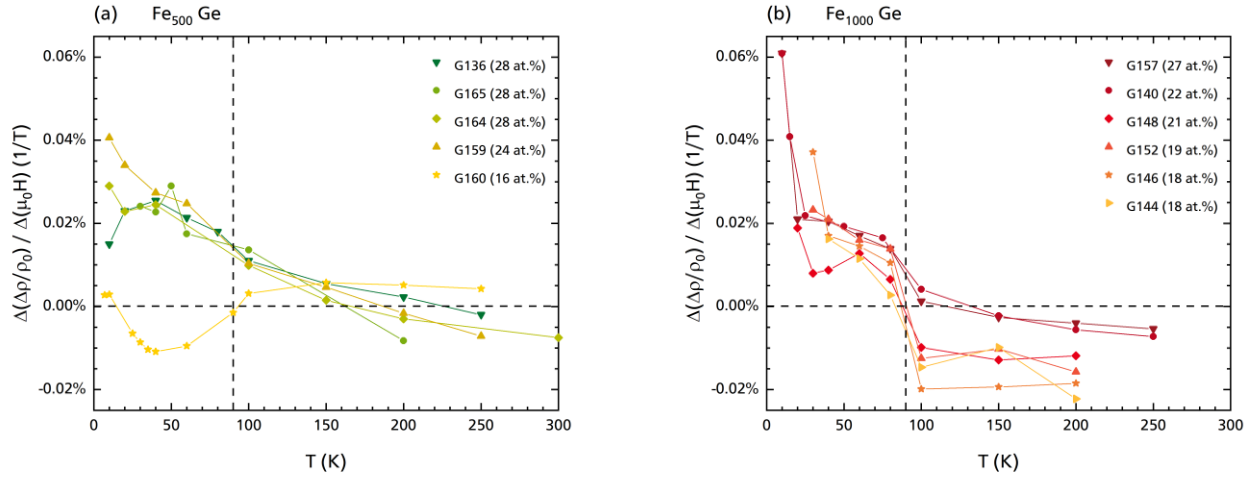 (a) Fe500 Ge
0.06%
0.04%
0.02%
0.00%
-0.02%
Δ(Δρ/ρ0) / Δ(μ0H) (1/T)
G136 (28 at.%)
G165 (28 at.%)
G164 (28 at.%)
G159 (24 at.%)
G160 (16 at.%)
0 50 100 150 200 250 300
T (K)
(b) Fe1000 Ge
0.06%
0.04%
0.02%
0.00%
-0.02%
Δ(Δρ/ρ0) / Δ(μ0H) (1/T)
G157 (27 at.%)
G140 (22 at.%)
G148 (21 at.%)
G152 (19 at.%)
G146 (18 at.%)
G144 (18 at.%)
0 50 100 150 200 250 300
T (K)